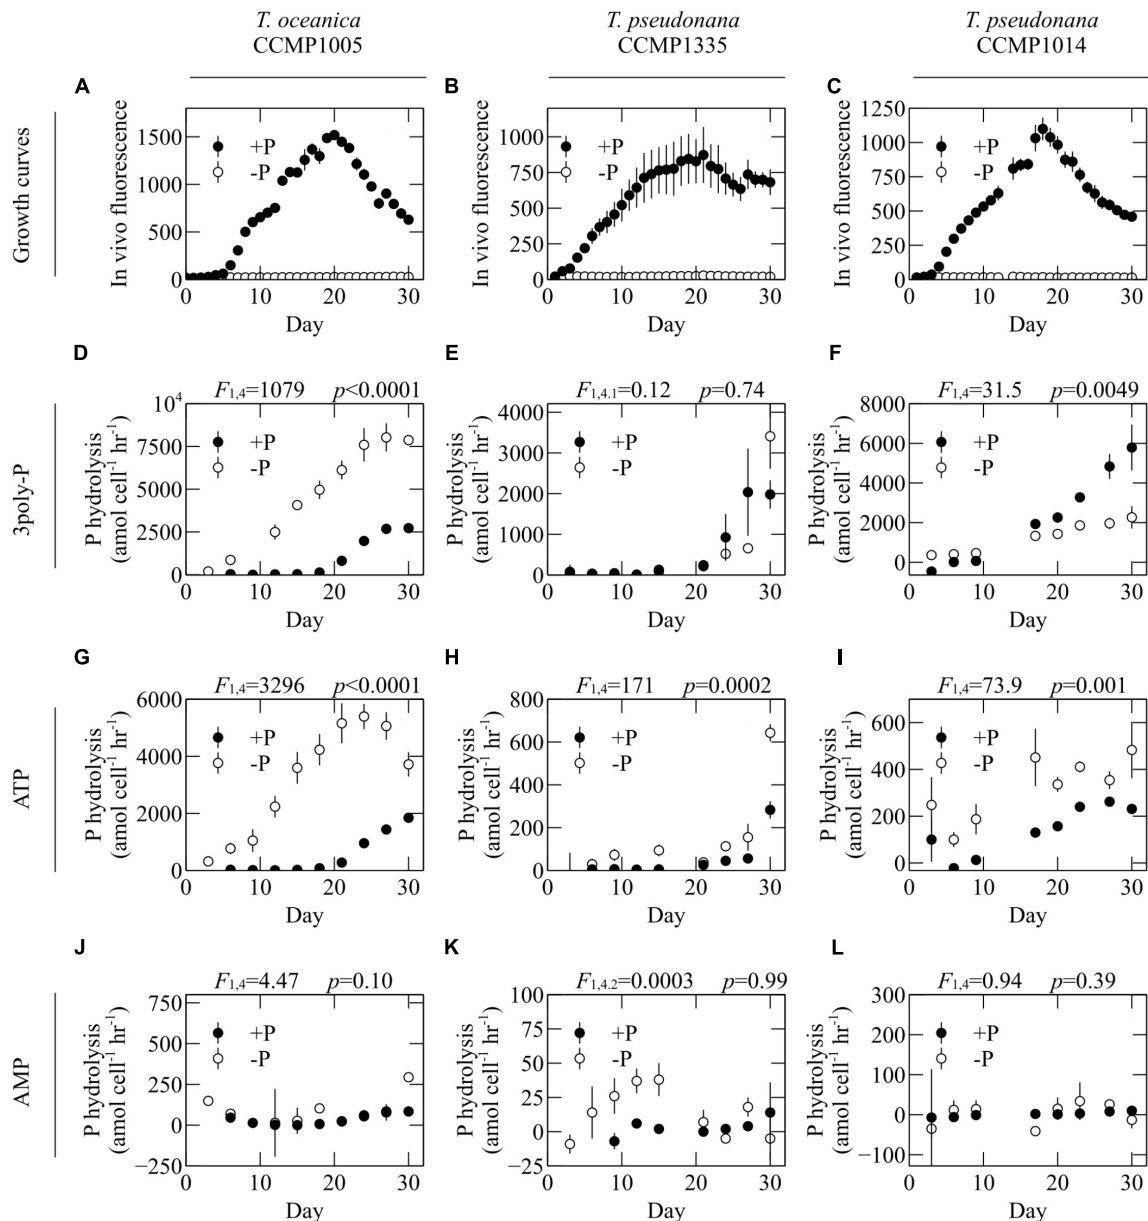 T. oceanica
CCMP1005
T. pseudonana
CCMP1335
T. pseudonana
CCMP1014
Growth curves
A
In vivo fluorescence
1500
1000
500
0
+P
-P
0 10 20 30
Day
B
In vivo fluorescence
1000
750
500
250
0
+P
-P
0 10 20 30
Day
C
In vivo fluorescence
1250
1000
750
500
250
0
+P
-P
0 10 20 30
Day
3poly-P
D
F1,4=1079 p<0.0001
P hydrolysis
(amol cell-1 hr-1)
10⁴
7500
5000
2500
0
+P
-P
0 10 20 30
Day
E
F1,4.1=0.12 p=0.74
P hydrolysis
(amol cell-1 hr-1)
4000
3000
2000
1000
0
+P
-P
0 10 20 30
Day
F
F1,4=31.5 p=0.0049
P hydrolysis
(amol cell-1 hr-1)
8000
6000
4000
2000
0
+P
-P
0 10 20 30
Day
ATP
G
F1,4=3296 p<0.0001
P hydrolysis
(amol cell-1 hr-1)
6000
4000
2000
0
+P
-P
0 10 20 30
Day
H
F1,4=171 p=0.0002
P hydrolysis
(amol cell-1 hr-1)
800
600
400
200
0
+P
-P
0 10 20 30
Day
I
F1,4=73.9 p=0.001
P hydrolysis
(amol cell-1 hr-1)
600
400
200
0
+P
-P
0 10 20 30
Day
AMP
J
F1,4=4.47 p=0.10
P hydrolysis
(amol cell-1 hr-1)
750
500
250
0
−250
+P
-P
0 10 20 30
Day
K
F1,4.2=0.0003 p=0.99
P hydrolysis
(amol cell-1 hr-1)
100
75
50
25
0
−25
+P
-P
0 10 20 30
Day
L
F1,4=0.94 p=0.39
P hydrolysis
(amol cell-1 hr-1)
300
200
100
0
−100
+P
-P
0 10 20 30
Day